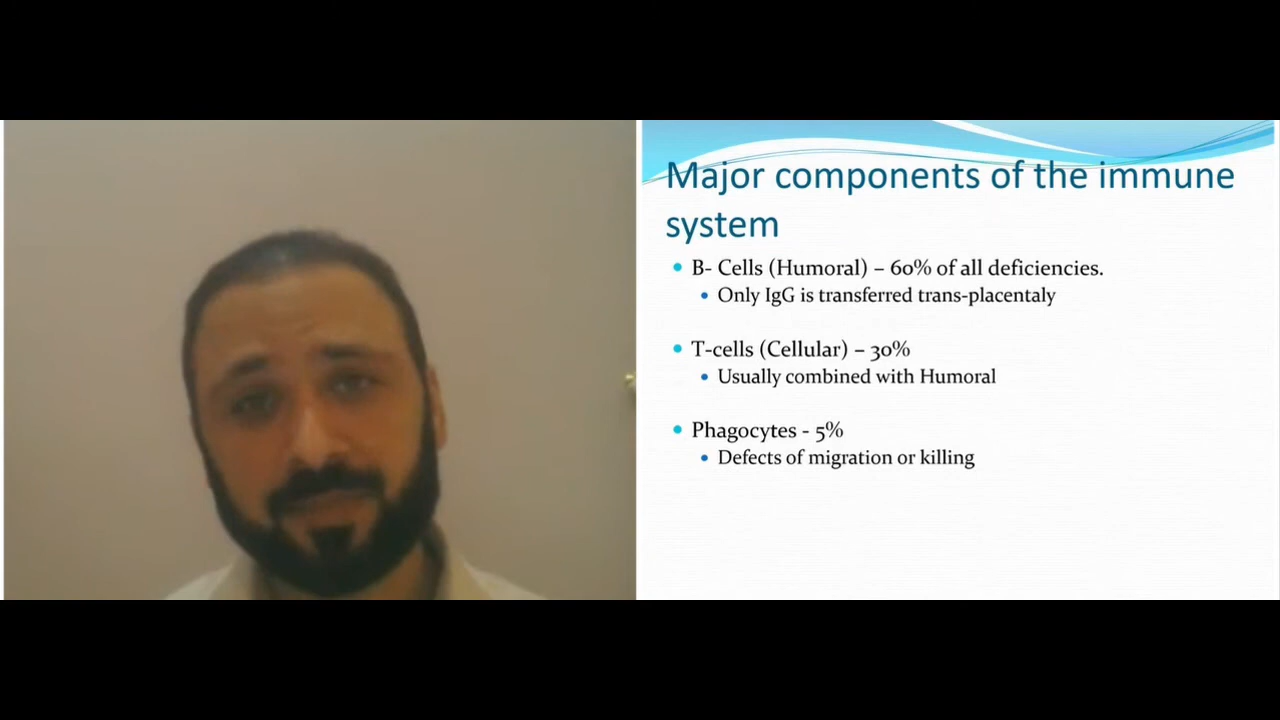 Major components of the immune
system
• B- Cells (Humoral) – 60% of all deficiencies.
• Only IgG is transferred trans-placentaly
• T-cells (Cellular) – 30%
• Usually combined with Humoral
• Phagocytes - 5%
• Defects of migration or killing